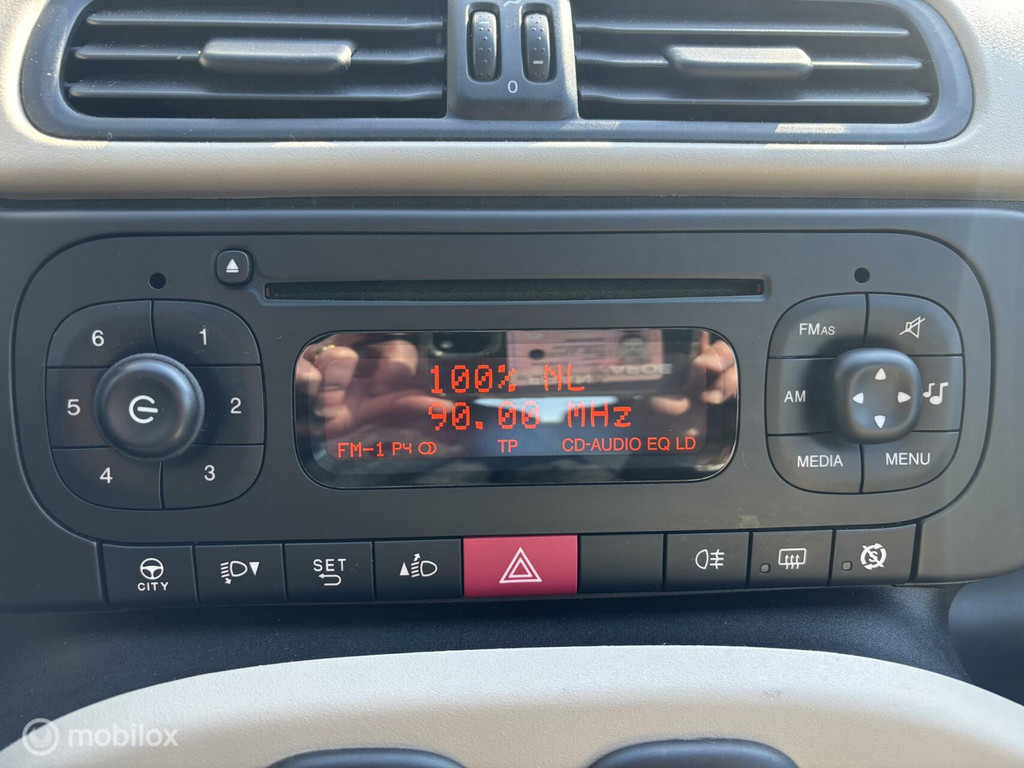 0
6
1
5
2
4
3
100% NL
90.00 MHz
FM-1 P4 TP CD-AUDIO EQ LD
FMAS
AM
MEDIA
MENU
CITY
SET
mobilox